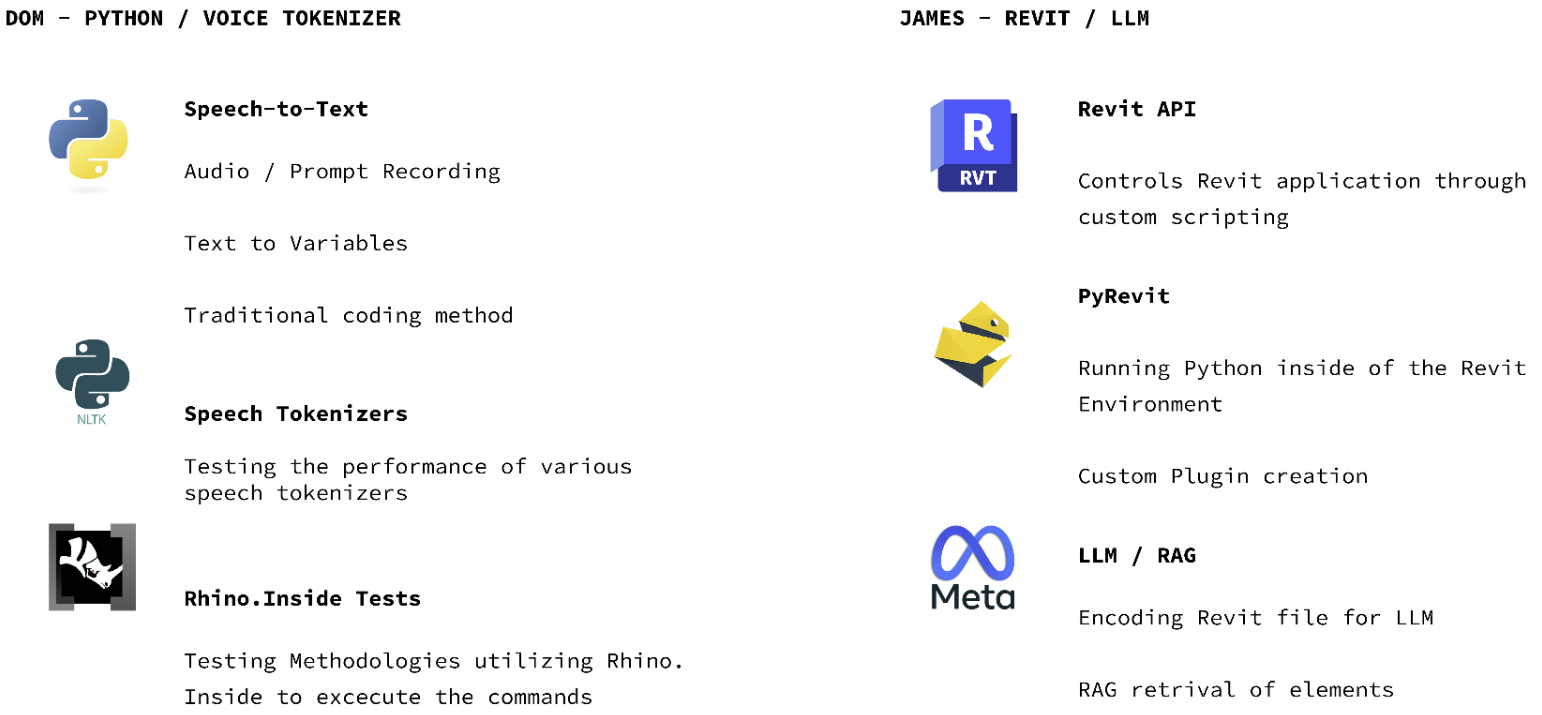 DOM - PYTHON / VOICE TOKENIZER
Speech-to-Text
Audio / Prompt Recording
Text to Variables
Traditional coding method
NLTK
Speech Tokenizers
Testing the performance of various
speech tokenizers
Rhino.Inside Tests
Testing Methodologies utilizing Rhino.
Inside to excecute the commands
JAMES - REVIT / LLM
R
RVT
Revit API
Controls Revit application through
custom scripting
PyRevit
Running Python inside of the Revit
Environment
Custom Plugin creation
Meta
LLM / RAG
Encoding Revit file for LLM
RAG retrival of elements